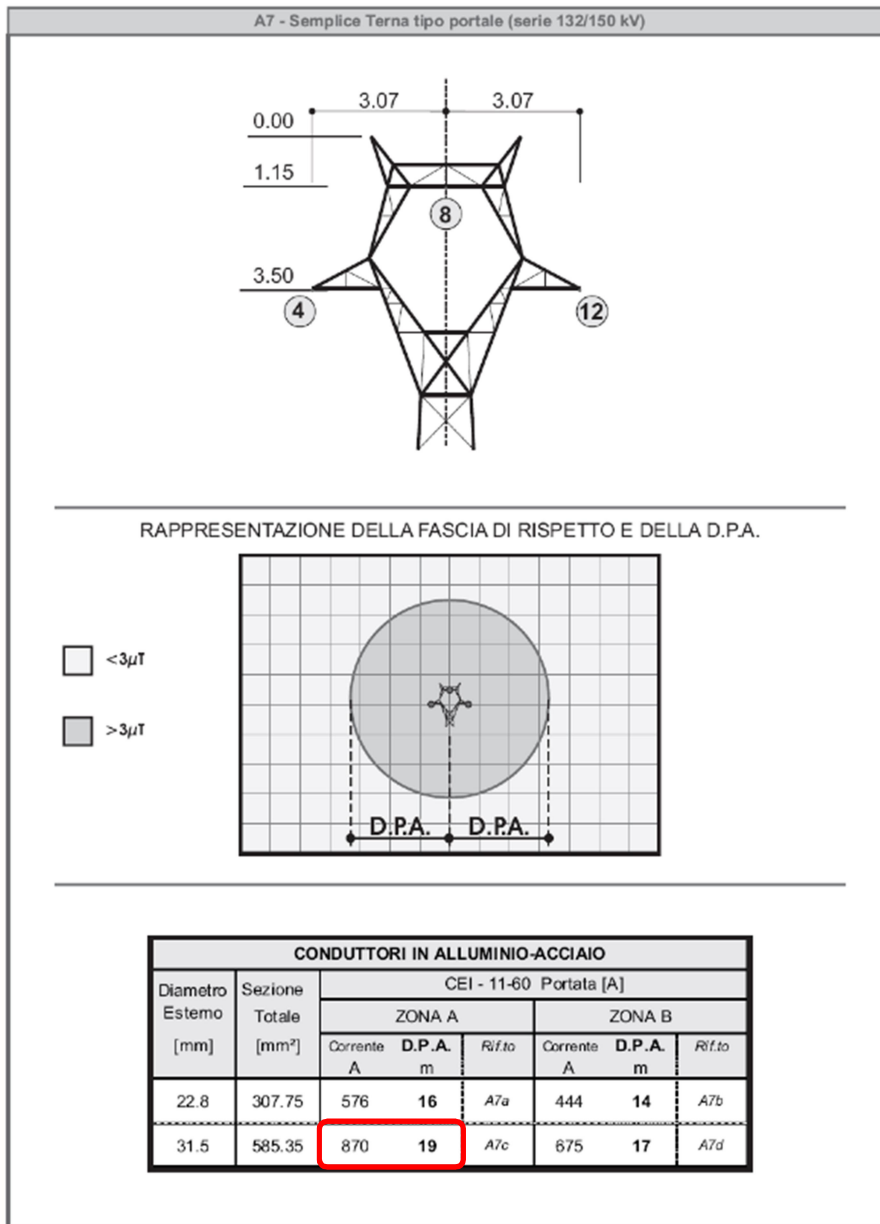 A7 - Semplice Terna tipo portale (serie 132/150 kV)
3.07 3.07
0.00
1.15
8
3.50
4 12
RAPPRESENTAZIONE DELLA FASCIA DI RISPETTO E DELLA D.P.A.
<3μT
>3μT
D.P.A. D.P.A.
CONDUTTORI IN ALLUMINIO-ACCIAIO
Diametro Esterno [mm] Sezione Totale [mm²] CEI - 11-60 Portata [A]
ZONA A ZONA B
Corrente A D.P.A. m Rif.to Corrente A D.P.A. m Rif.to
22.8 307.75 576 16 A7a 444 14 A7b
31.5 585.35 870 19 A7c 675 17 A7d